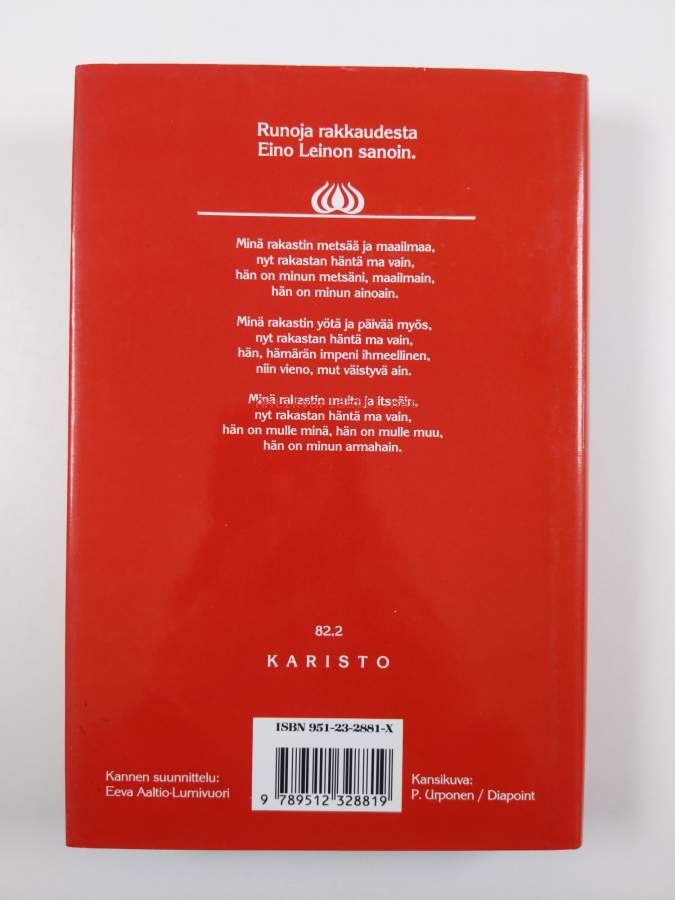 Runoja rakkaudesta
Eino Leinon sanoin.
Minä rakastin metsää ja maailmaa,
nyt rakastan häntä ma vain,
hän on minun metsäni, maailmain,
hän on minun ainoain.
Minä rakastin yötä ja päivää myös,
nyt rakastan häntä ma vain,
hän, hämärän impeni ihmeellinen,
niin vieno, mut väistyvä ain.
Minä rakastin muita ja itseäin,
nyt rakastan häntä ma vain,
hän on mulle minä, hän on mulle muu,
hän on minun armahain.
82.2
KARISTO
ISBN 951-23-2881-X
9 789512 328819
Kannen suunnittelu:
Eeva Aaltio-Lumivuori
Kansikuva:
P. Urponen / Diapoint